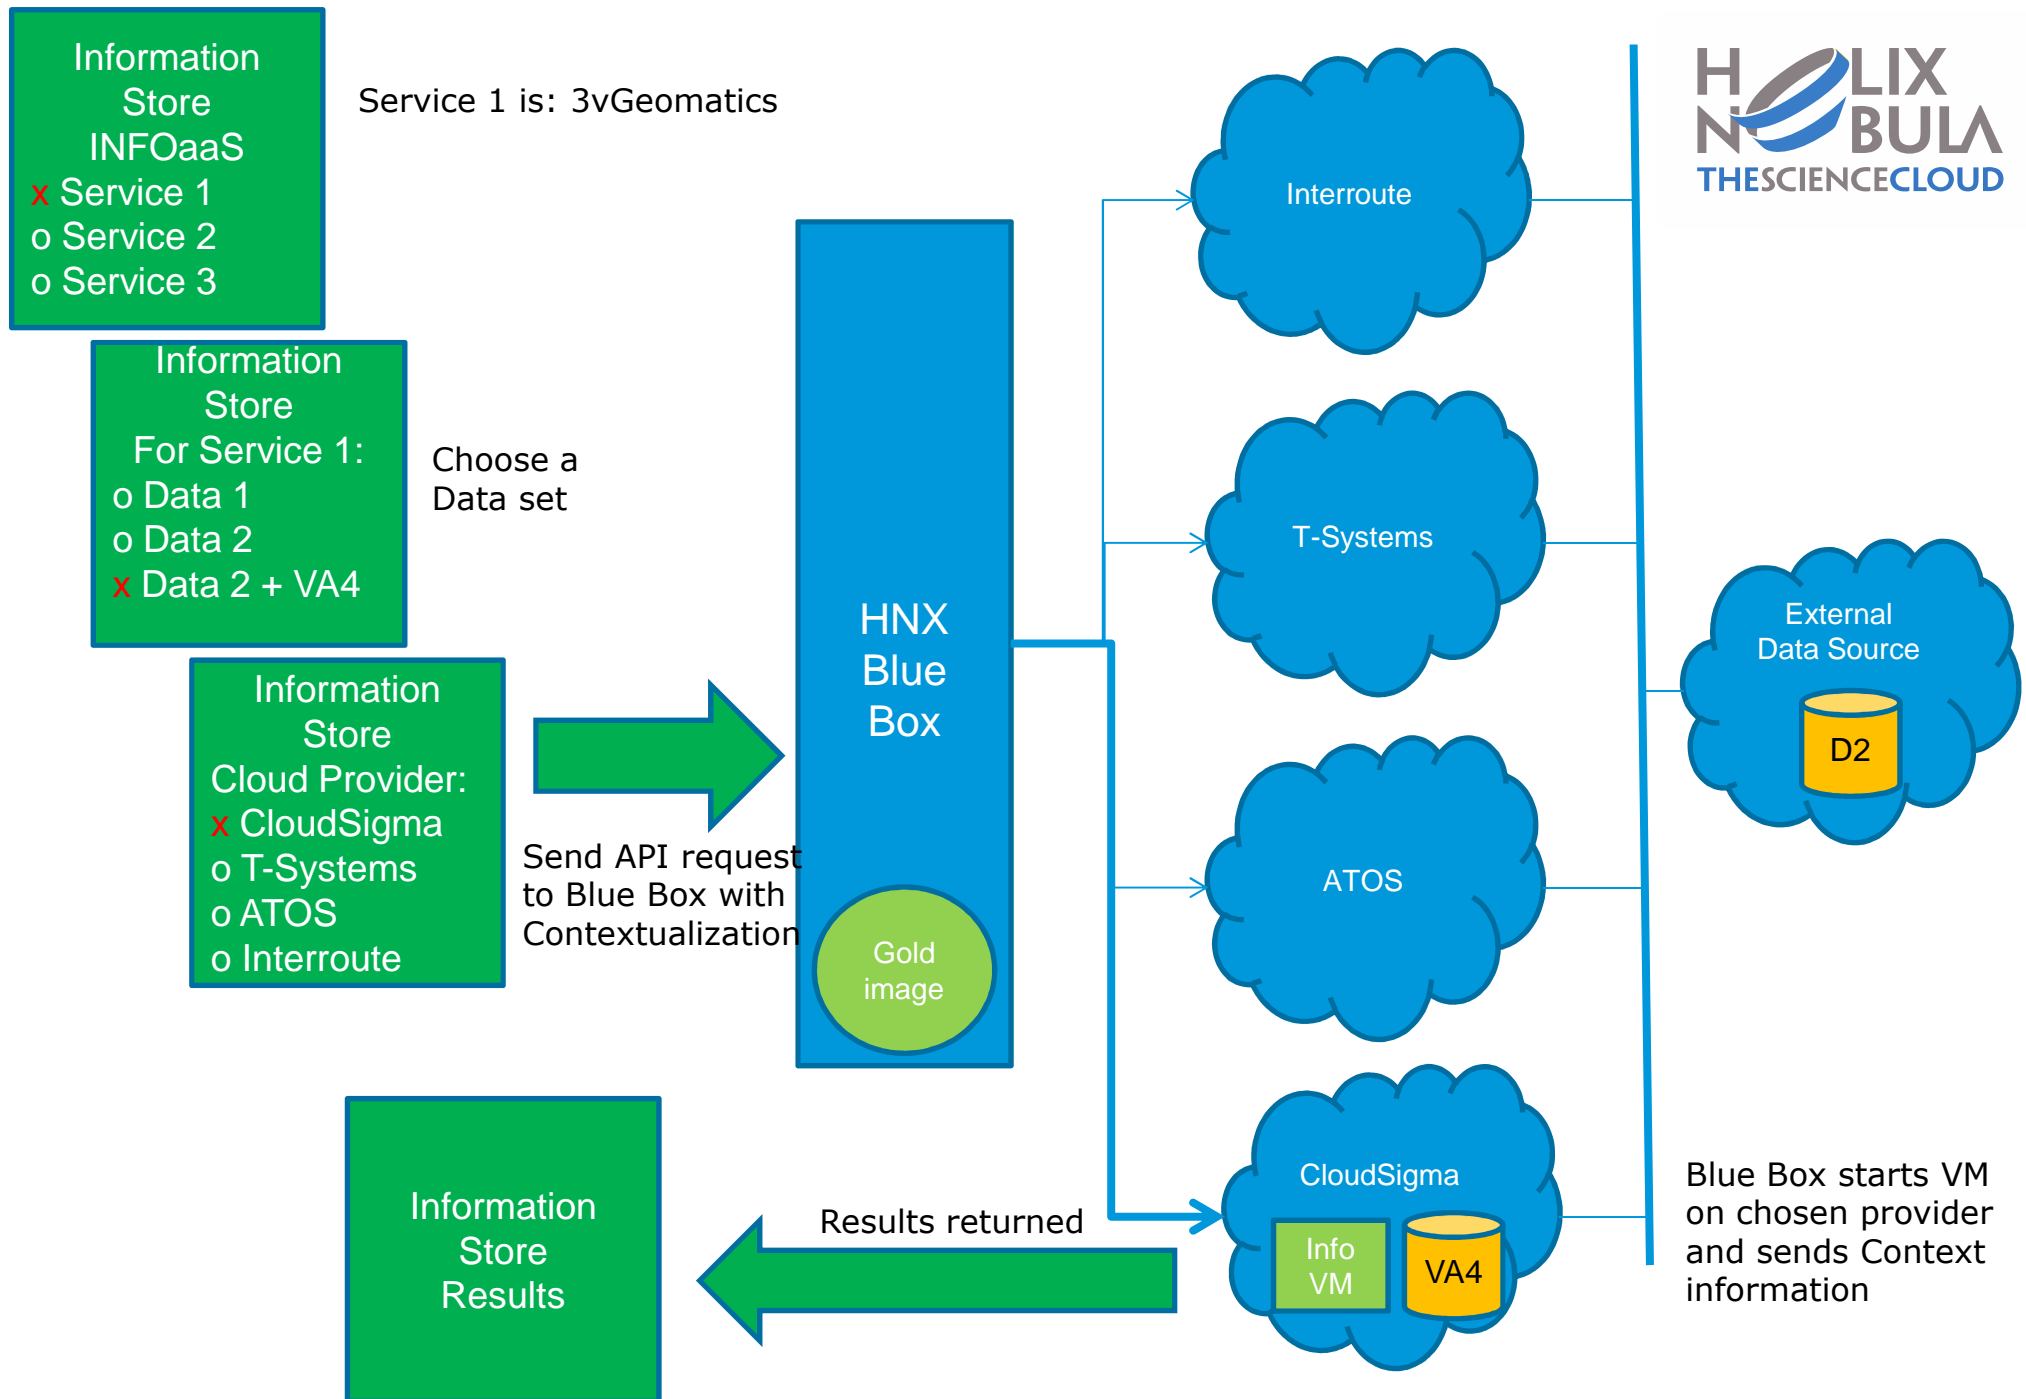 Information
Store
INFOaaS
x Service 1
o Service 2
o Service 3
Service 1 is: 3vGeomatics
Information
Store
For Service 1:
o Data 1
o Data 2
x Data 2 + VA4
Choose a
Data set
Information
Store
Cloud Provider:
x CloudSigma
o T-Systems
o ATOS
o Interroute
Send API request
to Blue Box with
Contextualization
HNX
Blue
Box
Gold
image
Interroute
T-Systems
ATOS
CloudSigma
Info
VM
VA4
HELIX
NEBULA
THESCIENCECLOUD
External
Data Source
D2
Blue Box starts VM
on chosen provider
and sends Context
information
Results returned
Information
Store
Results